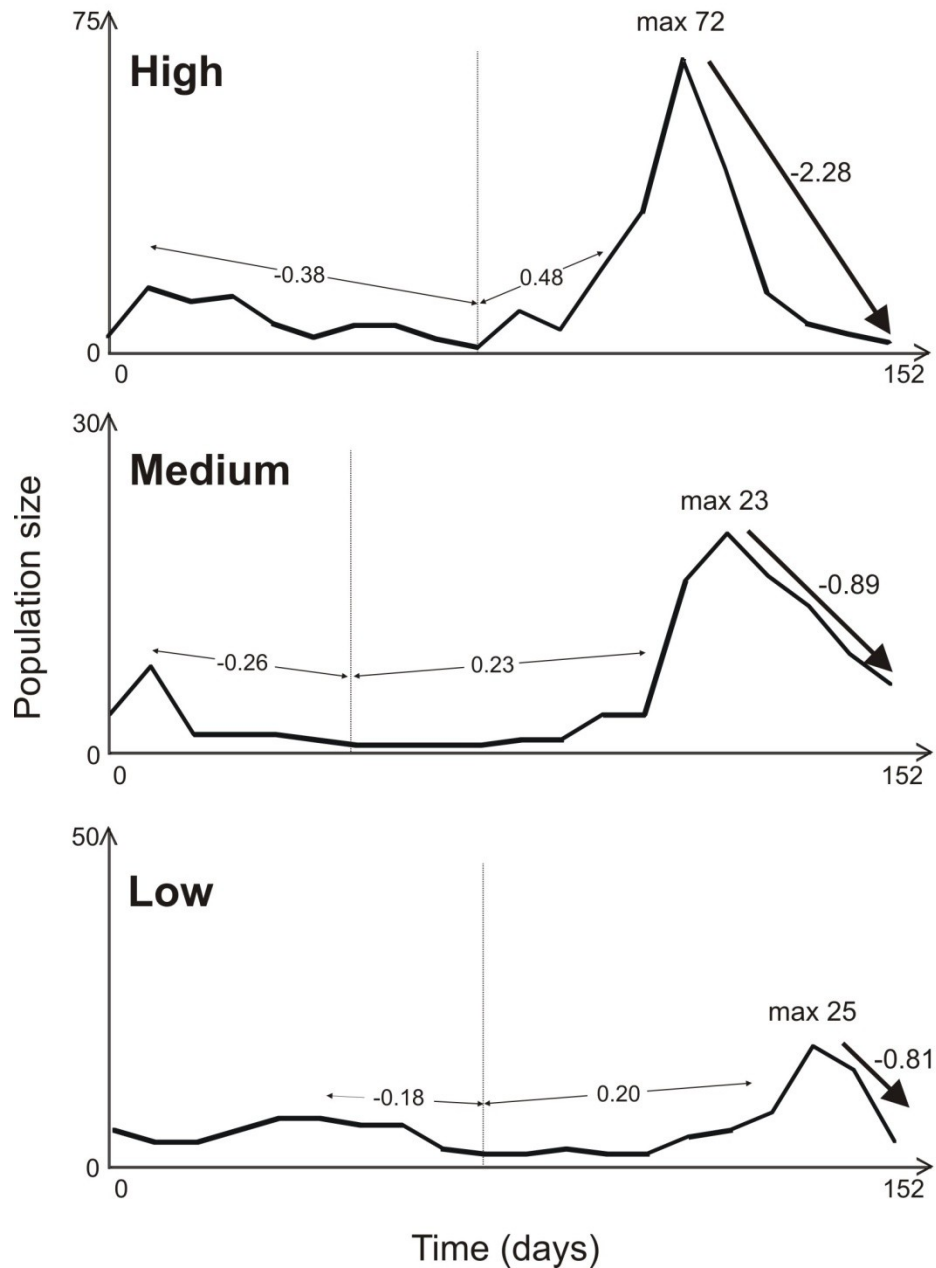 75
max 72
High
-2.28
-0.38
0.48
0
0
152
30
Medium
max 23
-0.89
-0.26
0.23
0
0
152
Population size
50
Low
max 25
-0.81
-0.18
0.20
0
0
152
Time (days)